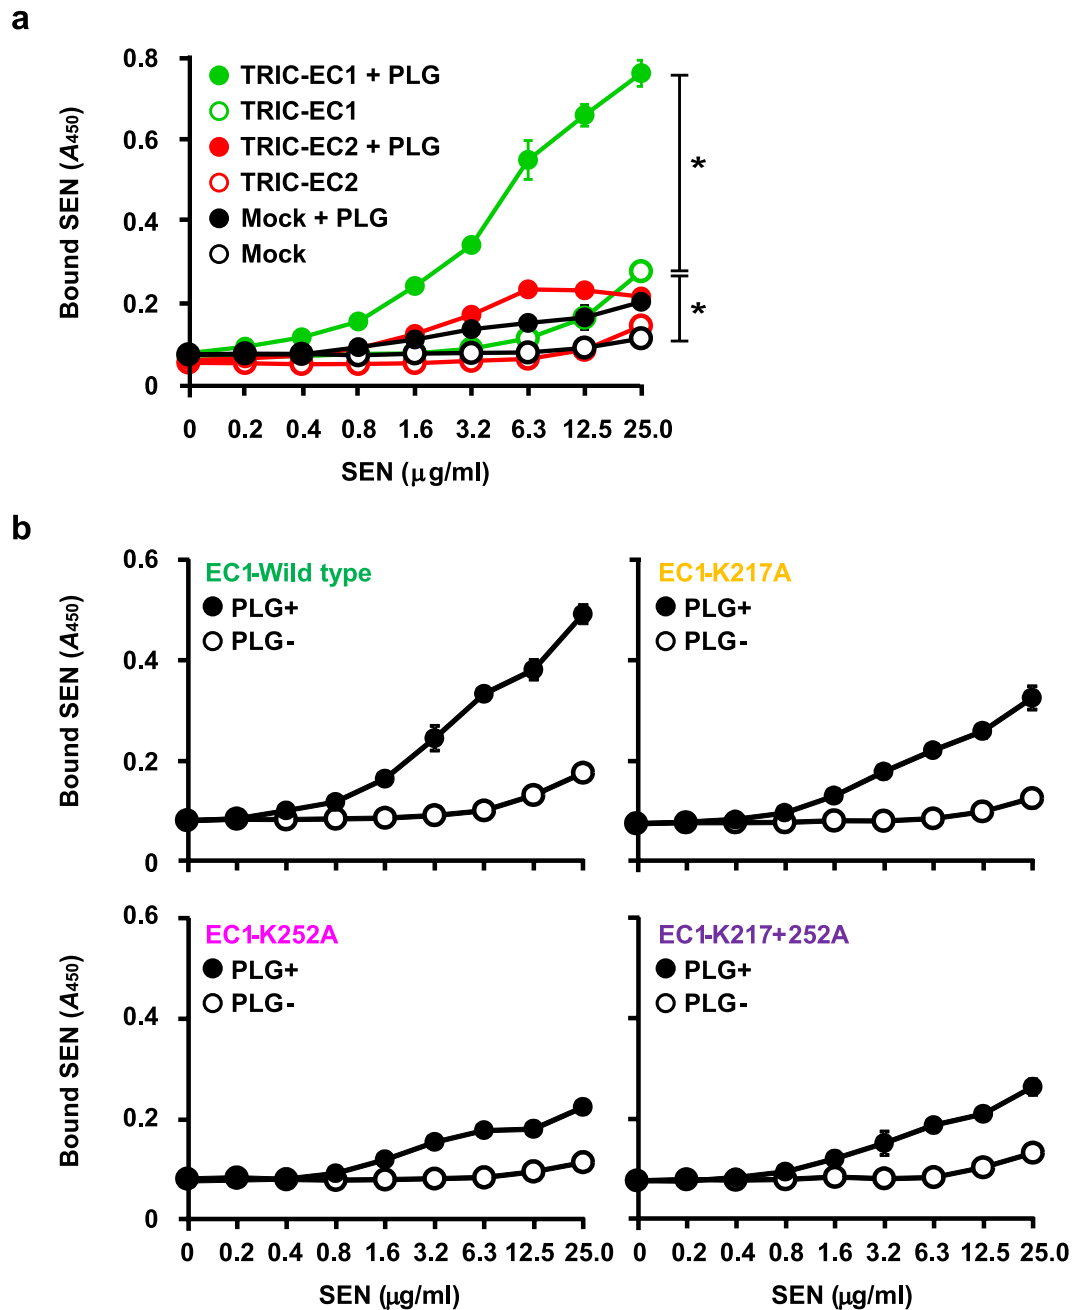 a
Bound SEN (A450)
0.8
0.6
0.4
0.2
0
TRIC-EC1 + PLG
TRIC-EC1
TRIC-EC2 + PLG
TRIC-EC2
Mock + PLG
Mock
*
*
0 0.2 0.4 0.8 1.6 3.2 6.3 12.5 25.0
SEN (μg/ml)
b
Bound SEN (A450)
0.6
0.4
0.2
0
EC1-Wild type
PLG+
PLG-
EC1-K217A
PLG+
PLG-
Bound SEN (A450)
0.6
0.4
0.2
0
EC1-K252A
PLG+
PLG-
EC1-K217+252A
PLG+
PLG-
0 0.2 0.4 0.8 1.6 3.2 6.3 12.5 25.0
SEN (μg/ml)
0 0.2 0.4 0.8 1.6 3.2 6.3 12.5 25.0
SEN (μg/ml)